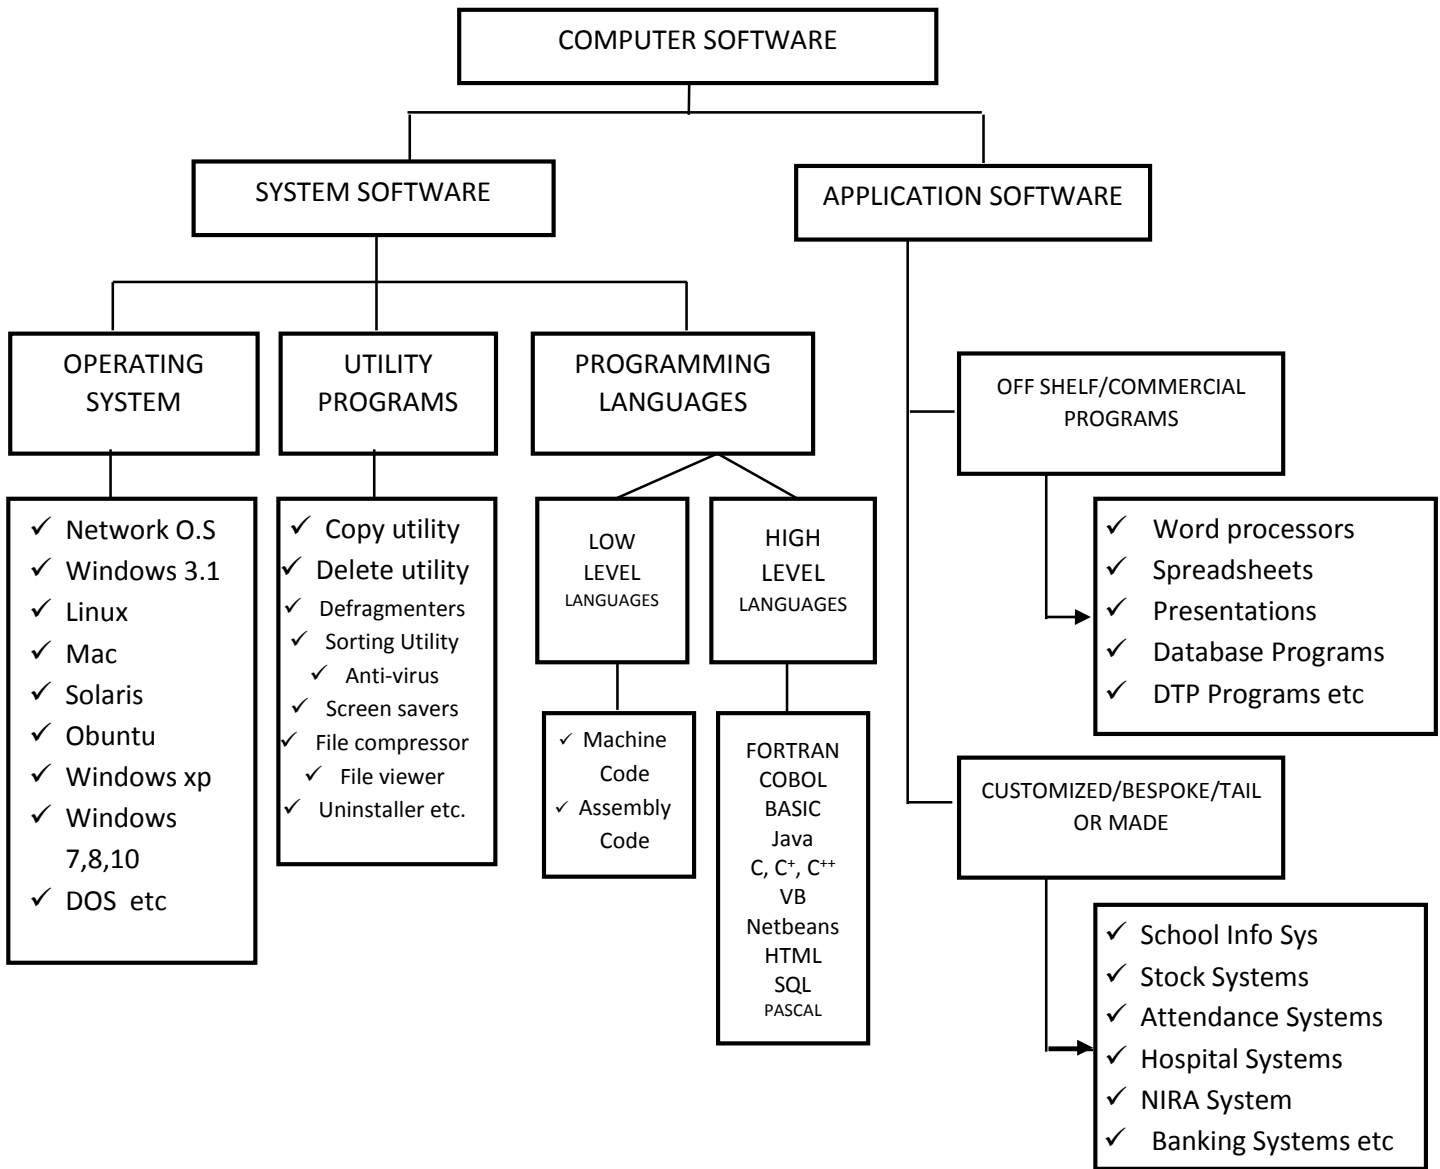 COMPUTER SOFTWARE
SYSTEM SOFTWARE
APPLICATION SOFTWARE
OPERATING
SYSTEM
UTILITY
PROGRAMS
PROGRAMMING
LANGUAGES
OFF SHELF/COMMERCIAL
PROGRAMS
✓ Network O.S
✓ Windows 3.1
✓ Linux
✓ Mac
✓ Solaris
✓ Obuntu
✓ Windows xp
✓ Windows
7,8,10
✓ DOS etc
✓ Copy utility
✓ Delete utility
✓ Defragmenters
✓ Sorting Utility
✓ Anti-virus
✓ Screen savers
✓ File compressor
✓ File viewer
✓ Uninstaller etc.
LOW
LEVEL
LANGUAGES
HIGH
LEVEL
LANGUAGES
✓ Machine
Code
✓ Assembly
Code
FORTRAN
COBOL
BASIC
Java
C, C⁺, C⁺⁺
VB
Netbeans
HTML
SQL
PASCAL
✓ Word processors
✓ Spreadsheets
✓ Presentations
✓ Database Programs
✓ DTP Programs etc
CUSTOMIZED/BESPOKE/TAIL
OR MADE
✓ School Info Sys
✓ Stock Systems
✓ Attendance Systems
✓ Hospital Systems
✓ NIRA System
✓ Banking Systems etc